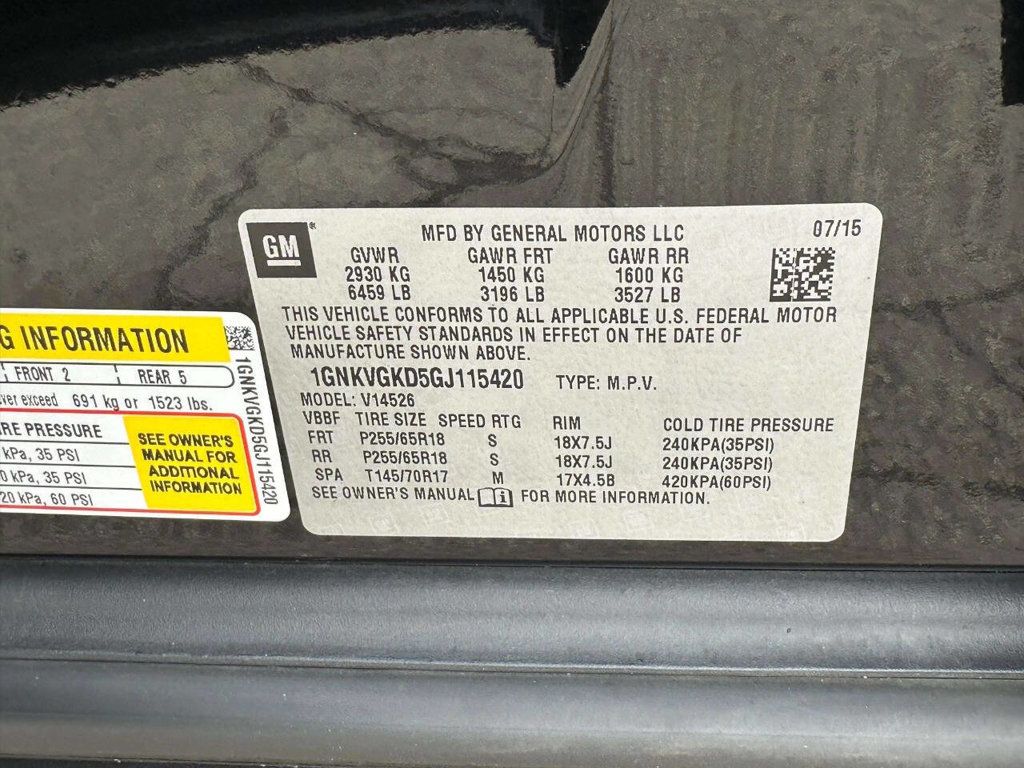 GM
MFD BY GENERAL MOTORS LLC 07/15
GVWR GAWR FRT GAWR RR
2930 KG 1450 KG 1600 KG
6459 LB 3196 LB 3527 LB
THIS VEHICLE CONFORMS TO ALL APPLICABLE U.S. FEDERAL MOTOR
VEHICLE SAFETY STANDARDS IN EFFECT ON THE DATE OF
MANUFACTURE SHOWN ABOVE.
1GNKVGKD5GJ115420 TYPE: M.P.V.
MODEL: V14526
VBBF TIRE SIZE SPEED RTG RIM COLD TIRE PRESSURE
FRT P255/65R18 S 18X7.5J 240KPA(35PSI)
RR P255/65R18 S 18X7.5J 240KPA(35PSI)
SPA T145/70R17 M 17X4.5B 420KPA(60PSI)
SEE OWNER'S MANUAL FOR MORE INFORMATION.
G INFORMATION
FRONT 2 REAR 5
ver exceed 691 kg or 1523 lbs.
RE PRESSURE
kPa, 35 PSI
0 kPa, 35 PSI
20 kPa, 60 PSI
SEE OWNER'S
MANUAL FOR
ADDITIONAL
INFORMATION
1GNKVGKD5GJ115420